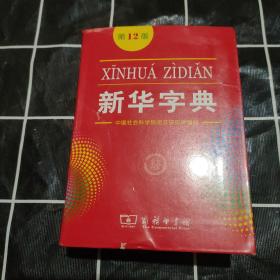 第12版
XĪNHUÁ ZÌDIǍN
新华字典
中国社会科学院语言研究所修订
商务印书馆
The Commercial Press